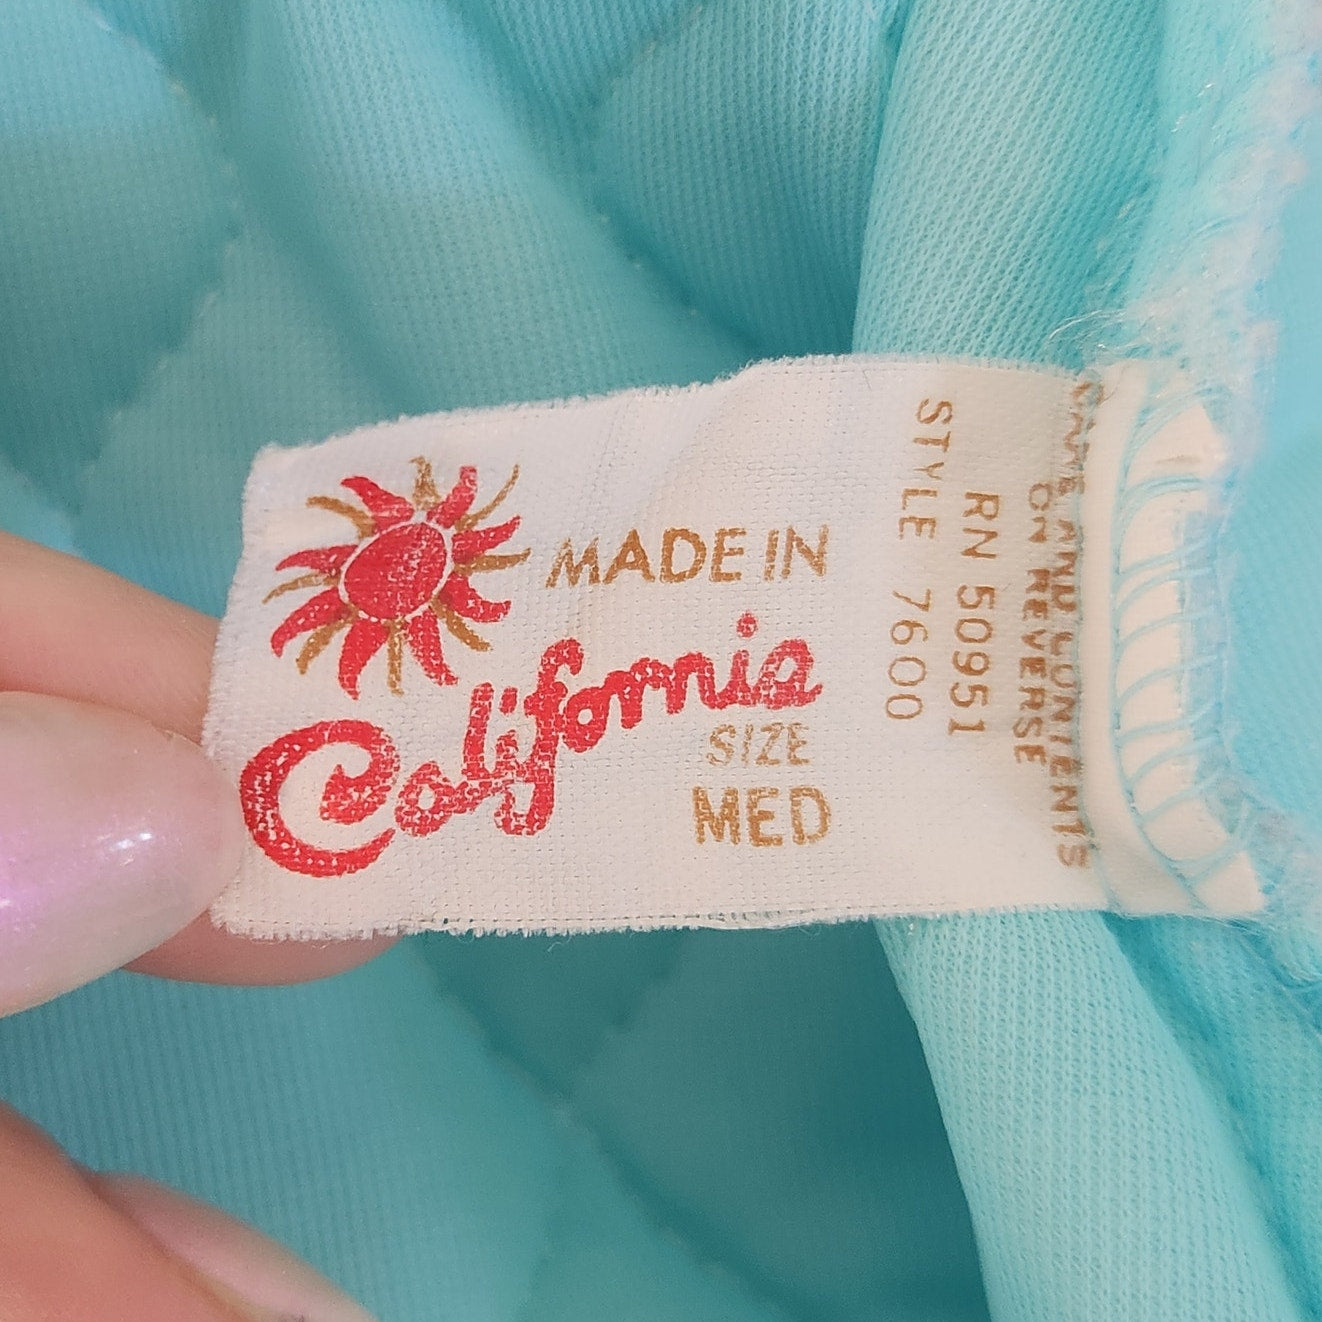 MADE IN
California
SIZE
MED
STYLE 7600
RN 50951
CARE AND CONTENTS
ON REVERSE